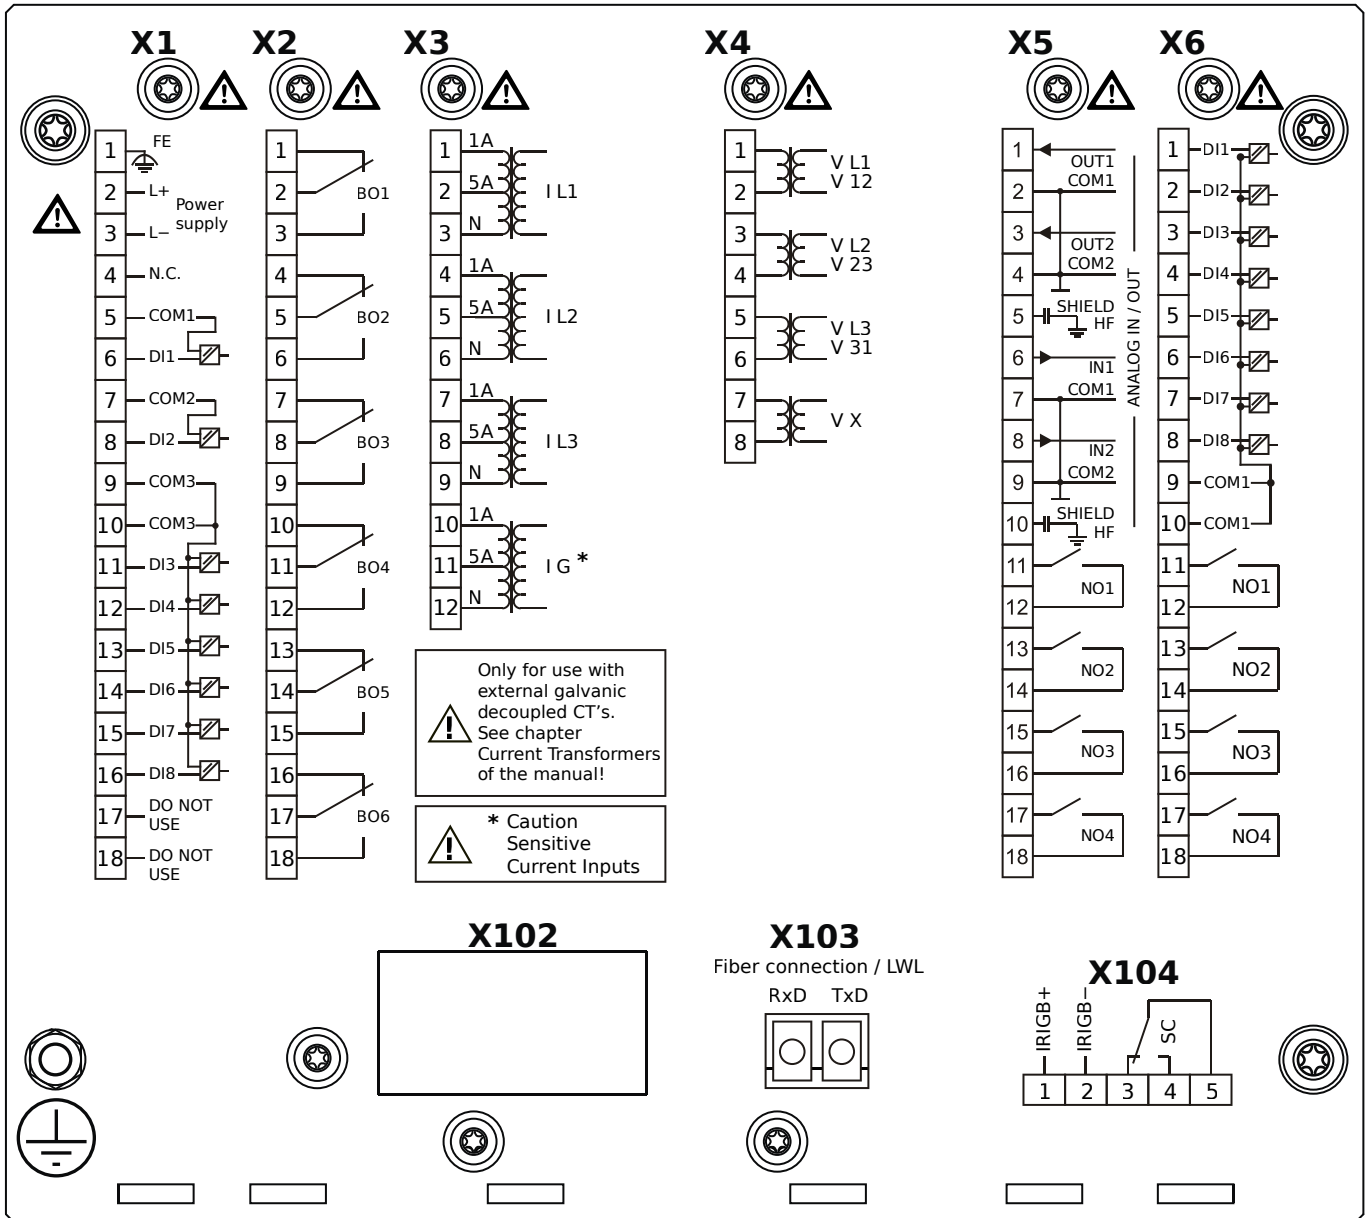 X1
X2
X3
X4
X5
X6
1 FE
2 L+
Power
supply
3 L−
4 N.C.
5 COM1
6 DI1
7 COM2
8 DI2
9 COM3
10 COM3
11 DI3
12 DI4
13 DI5
14 DI6
15 DI7
16 DI8
17 DO NOT
USE
18 DO NOT
USE
1
2 BO1
3
4
5 BO2
6
7
8 BO3
9
10
11 BO4
12
13
14 BO5
15
16
17 BO6
18
1 1A
2 5A I L1
3 N
4 1A
5 5A I L2
6 N
7 1A
8 5A I L3
9 N
10 1A
11 5A I G *
12 N
Only for use with
external galvanic
decoupled CT's.
See chapter
Current Transformers
of the manual!
* Caution
Sensitive
Current Inputs
1 V L1
2 V 12
3 V L2
4 V 23
5 V L3
6 V 31
7 V X
8
1 OUT1
2 COM1
3 OUT2
4 COM2
5 SHIELD
HF
6 IN1
7 COM1
8 IN2
9 COM2
10 SHIELD
HF
ANALOG IN / OUT
11
NO1
12
13
NO2
14
15
NO3
16
17
NO4
18
1 DI1
2 DI2
3 DI3
4 DI4
5 DI5
6 DI6
7 DI7
8 DI8
9 COM1
10 COM1
11
NO1
12
13
NO2
14
15
NO3
16
17
NO4
18
X102
X103
Fiber connection / LWL
RxD TxD
X104
IRIGB+
IRIGB−
SC
1 2 3 4 5